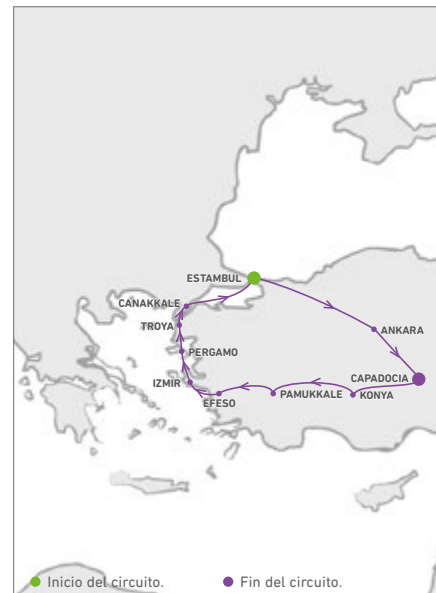 ESTAMBUL
CANAKKALE
TROYA
ANKARA
PERGAMO
CAPADOCIA
IZMIR
EFESO
PAMUKKALE
KONYA
Inicio del circuito.
Fin del circuito.